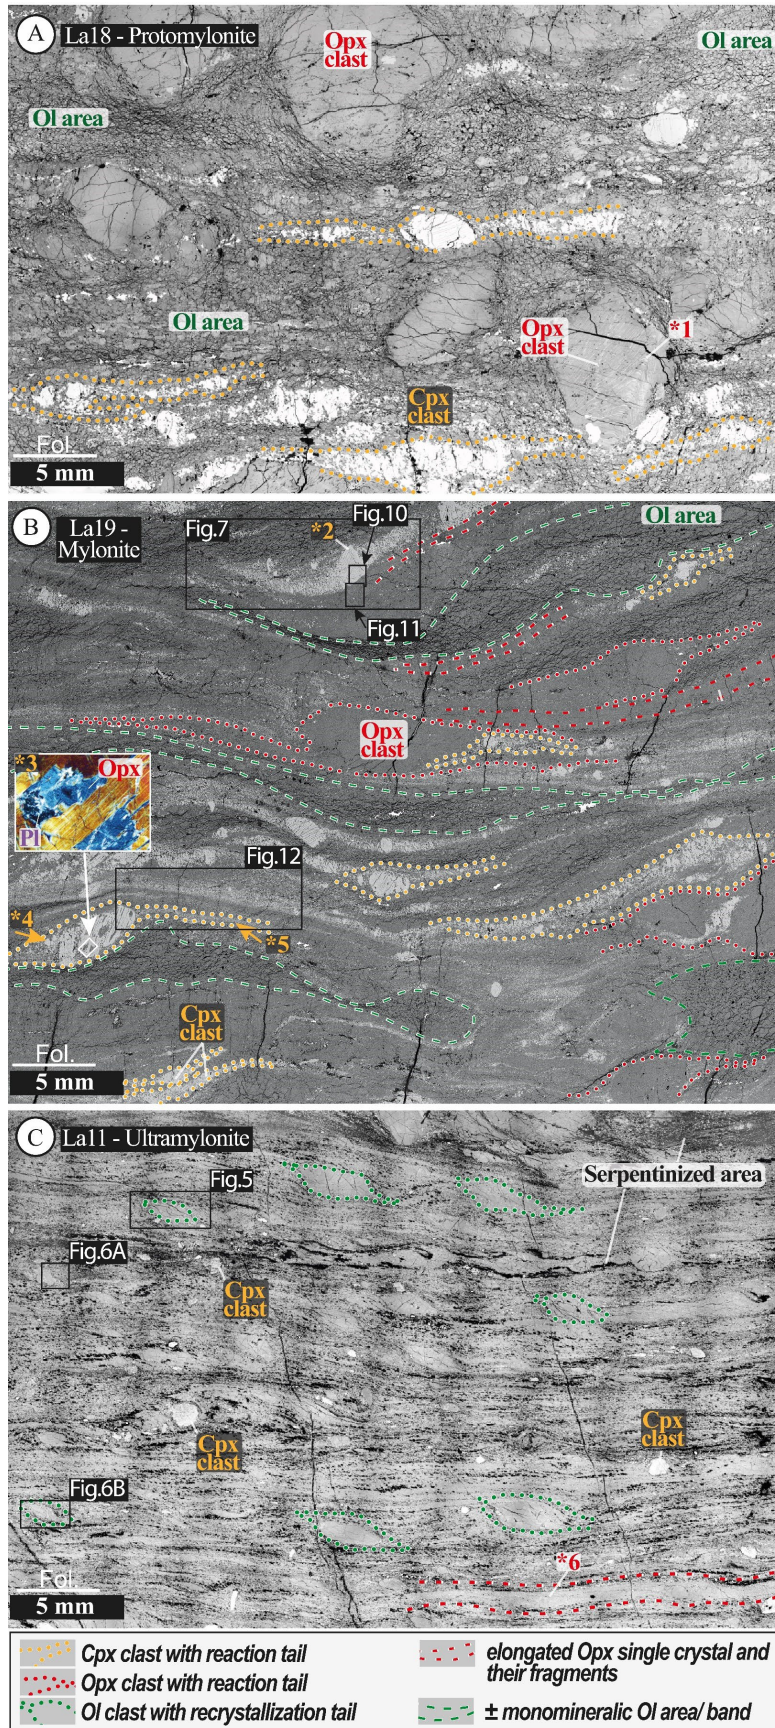 A La18 - Protomylonite
Opx
clast
Ol area
Ol area
Ol area
Opx
clast
*1
Cpx
clast
Fol.
5 mm
B La19 -
Mylonite
Fig.7
*2
Fig.10
Ol area
Fig.11
Opx
clast
*3
Opx
Pl
Fig.12
*4
*5
Cpx
clast
Fol.
5 mm
C La11 - Ultramylonite
Fig.5
Serpentinized area
Fig.6A
Cpx
clast
Cpx
clast
Cpx
clast
Fig.6B
*6
Fol.
5 mm
Cpx clast with reaction tail
Opx clast with reaction tail
Ol clast with recrystallization tail
elongated Opx single crystal and
their fragments
± monomineralic Ol area/ band